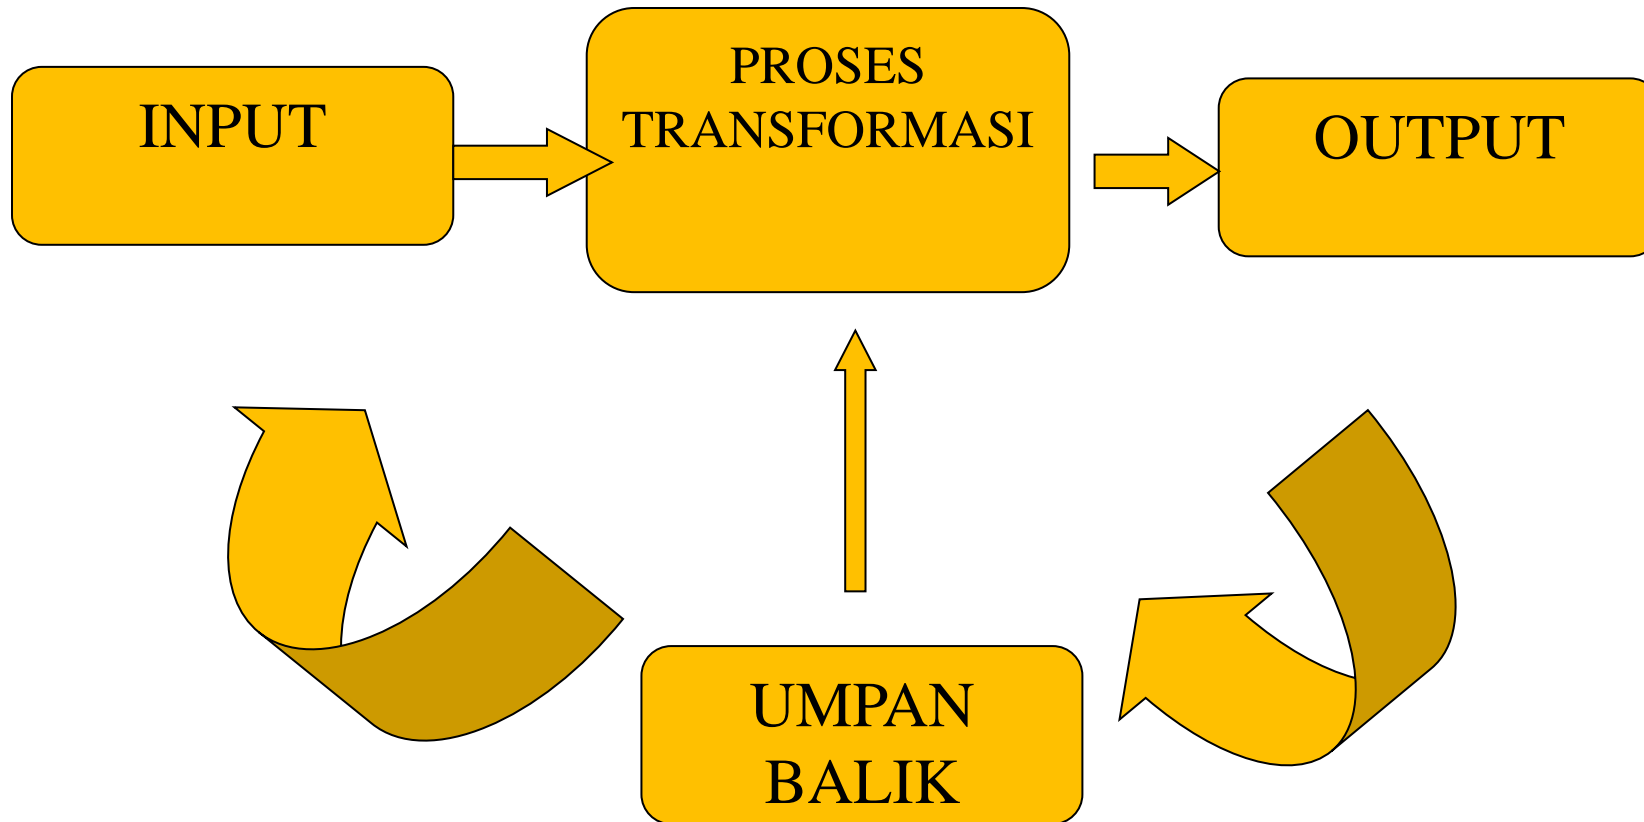 INPUT
PROSES
TRANSFORMASI
OUTPUT
UMPAN
BALIK